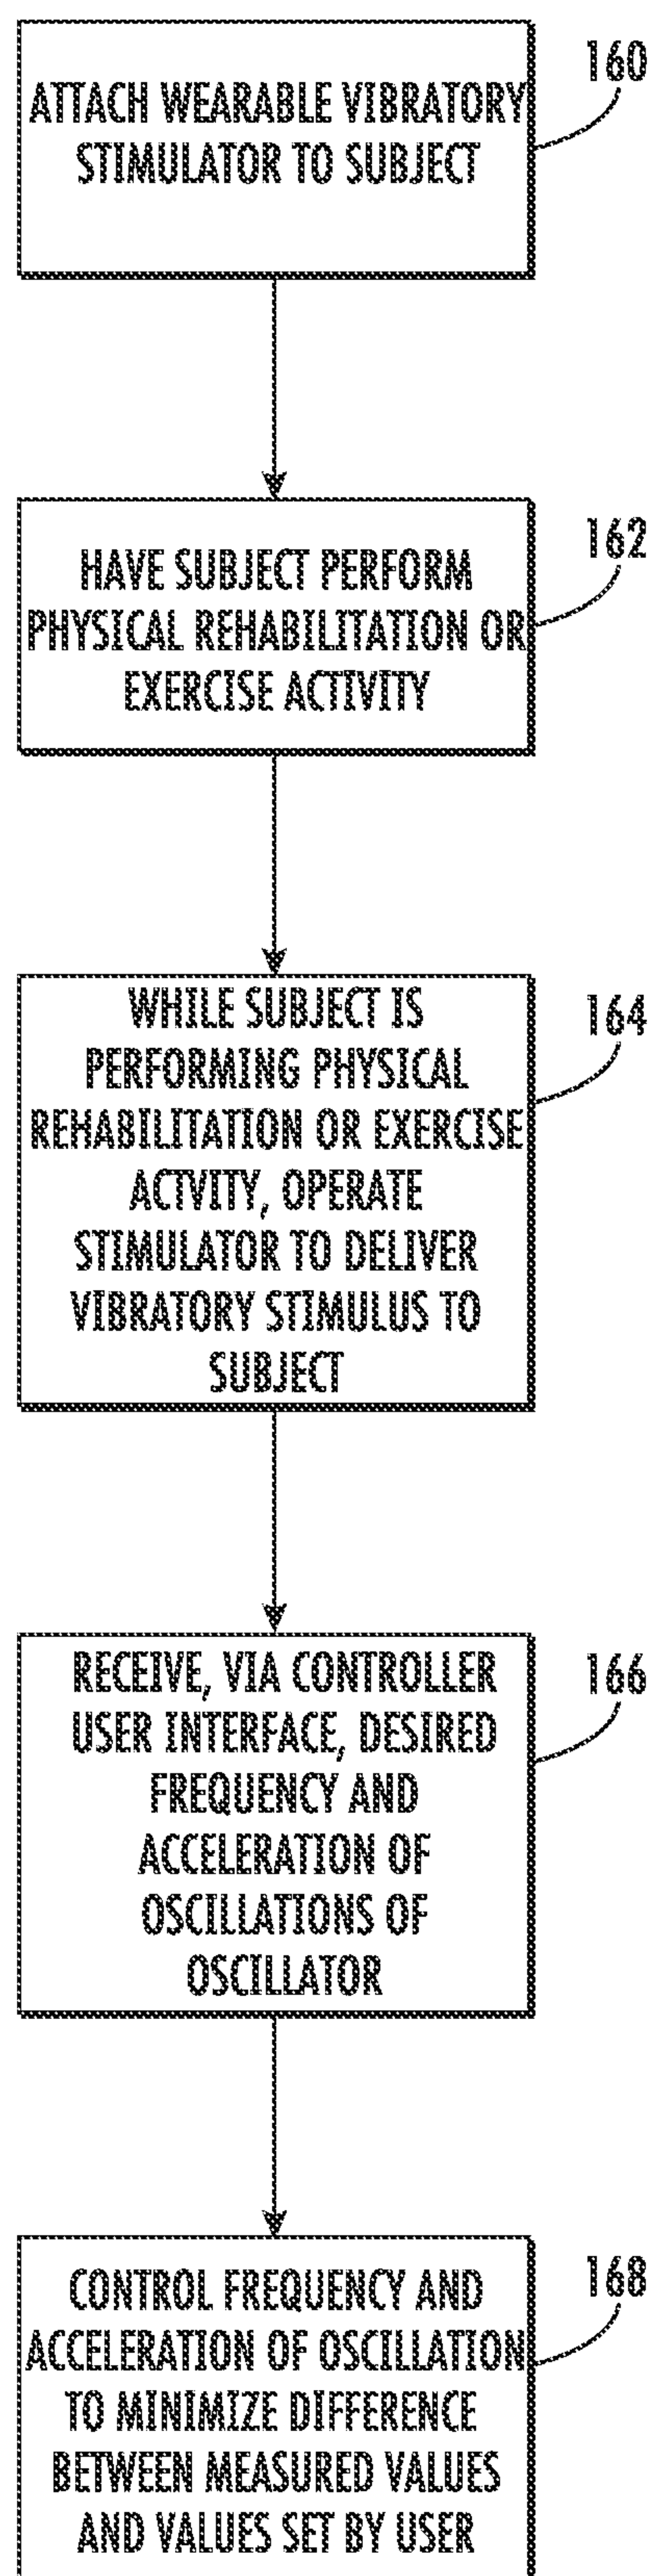 160
ATTACH WEARABLE VIBRATORY
STIMULATOR TO SUBJECT
162
HAVE SUBJECT PERFORM
PHYSICAL REHABILITATION OR
EXERCISE ACTIVITY
164
WHILE SUBJECT IS
PERFORMING PHYSICAL
REHABILITATION OR EXERCISE
ACTVITY, OPERATE
STIMULATOR TO DELIVER
VIBRATORY STIMULUS TO
SUBJECT
166
RECEIVE, VIA CONTROLLER
USER INTERFACE, DESIRED
FREQUENCY AND
ACCELERATION OF
OSCILLATIONS OF
OSCILLATOR
168
CONTROL FREQUENCY AND
ACCELERATION OF OSCILLATION
TO MINIMIZE DIFFERENCE
BETWEEN MEASURED VALUES
AND VALUES SET BY USER